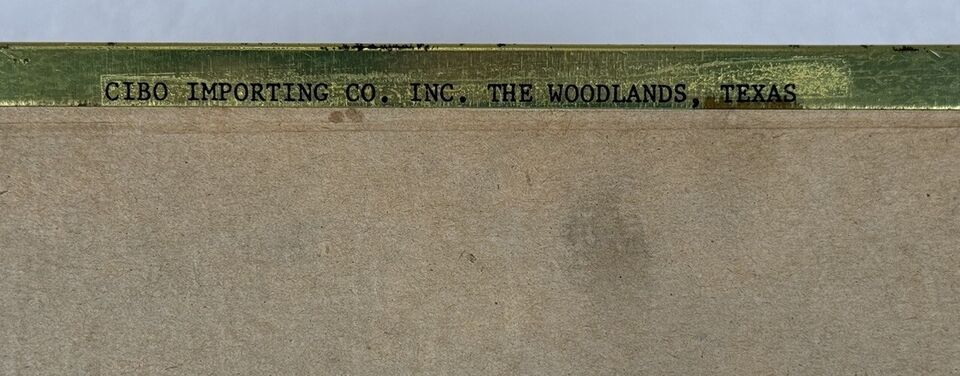 CIBO IMPORTING CO. INC. THE WOODLANDS, TEXAS